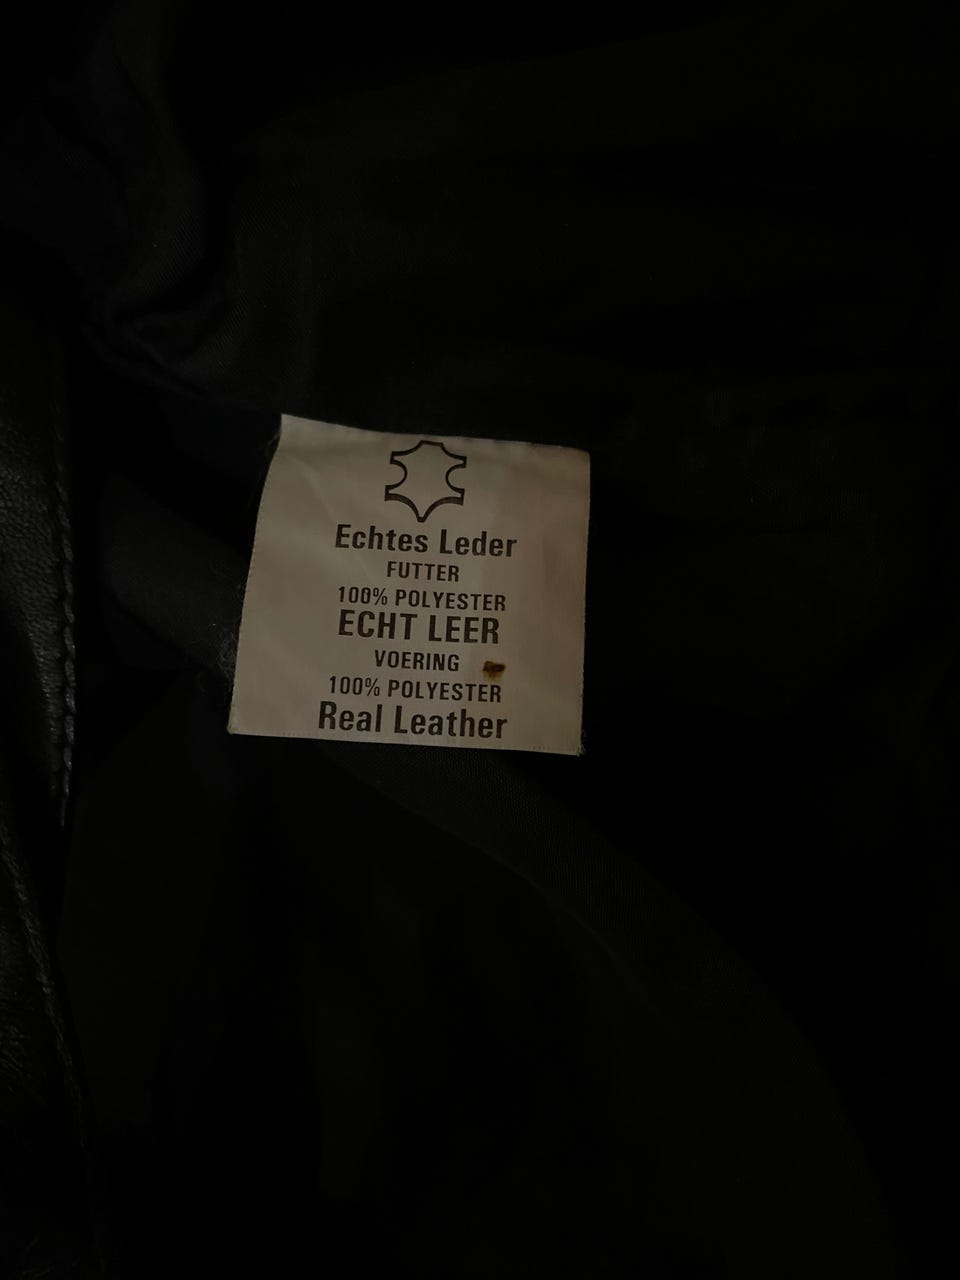 Echtes Leder
FUTTER
100% POLYESTER
ECHT LEER
VOERING
100% POLYESTER
Real Leather